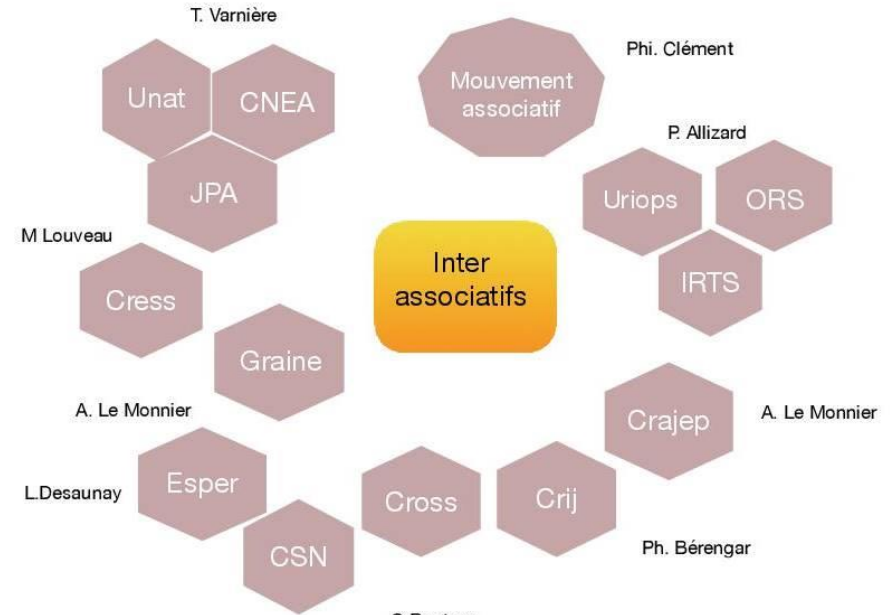 T. Varnière
Phi. Clément
Unat
CNEA
Mouvement
associatif
P. Allizard
JPA
Uriops
ORS
M Louveau
Inter
associatifs
IRTS
Cress
Graine
A. Le Monnier
Crajep
A. Le Monnier
Esper
L.Desaunay
Cross
Crij
CSN
Ph. Bérengar